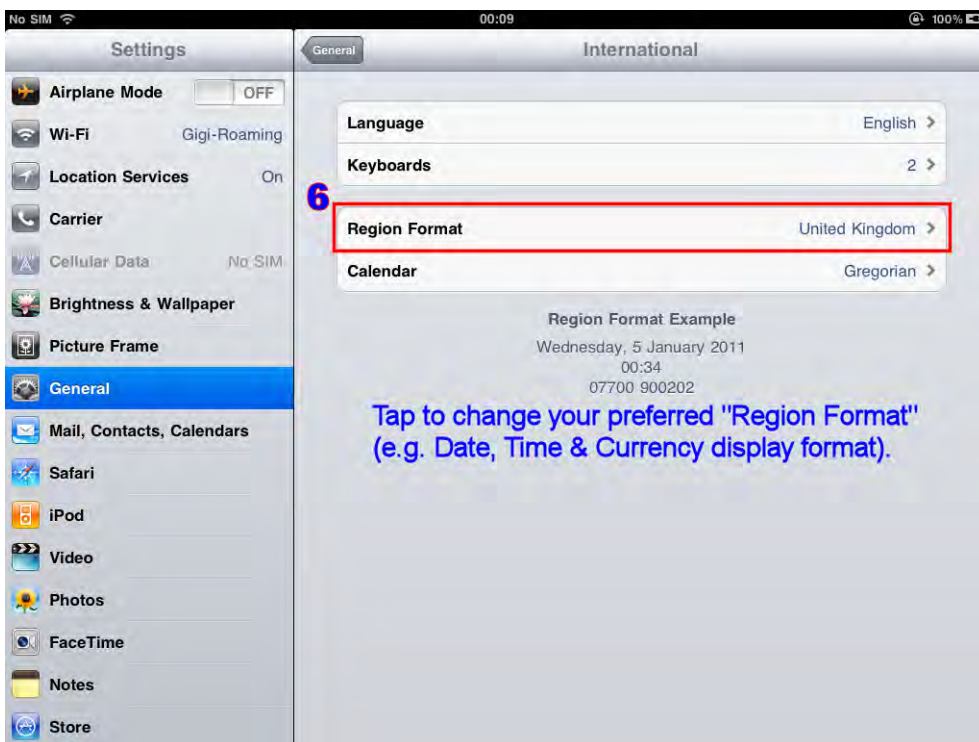 No SIM 00:09 100%
Settings General International
Airplane Mode OFF
Wi-Fi Gigi-Roaming
Location Services On
Carrier
Cellular Data No SIM
Brightness & Wallpaper
Picture Frame
General
Mail, Contacts, Calendars
Safari
iPod
Video
Photos
FaceTime
Notes
Store
Language English
Keyboards 2
6
Region Format United Kingdom
Calendar Gregorian
Region Format Example
Wednesday, 5 January 2011
00:34
07700 900202
Tap to change your preferred "Region Format"
(e.g. Date, Time & Currency display format).